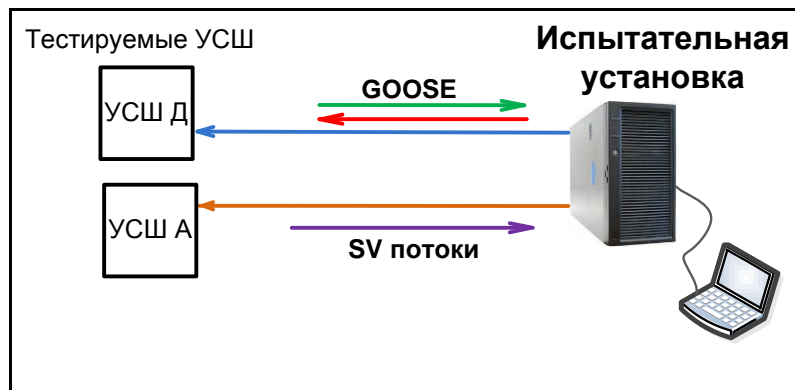 Тестируемые УСШ
Испытательная
установка
GOOSE
УСШ Д
УСШ А
SV потоки